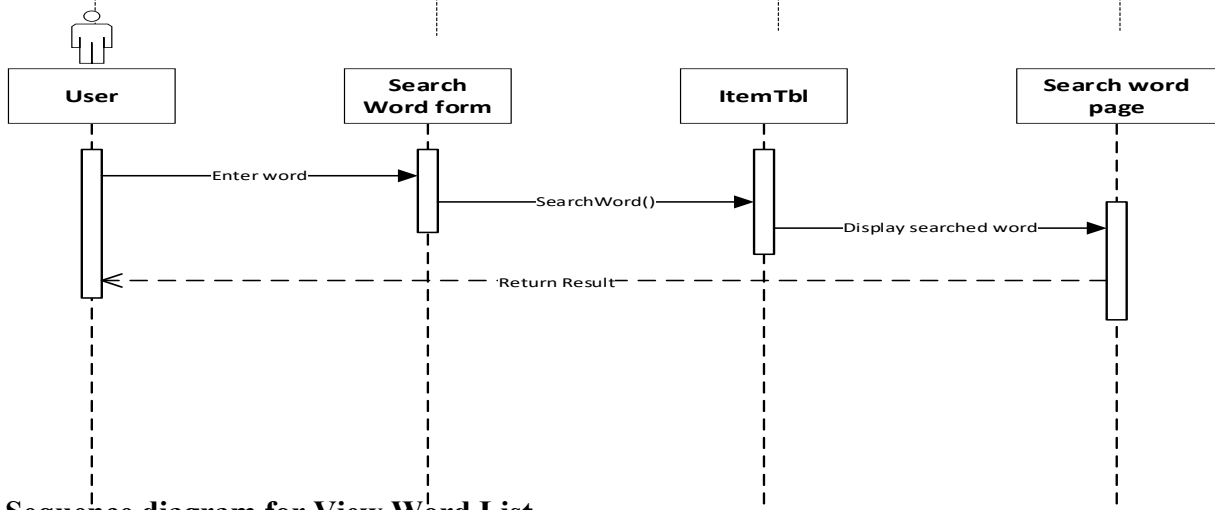 User
Search
Word form
ItemTbl
Search word
page
Enter word
SearchWord()
Display searched word
Return Result
Sequence diagram for View Word List